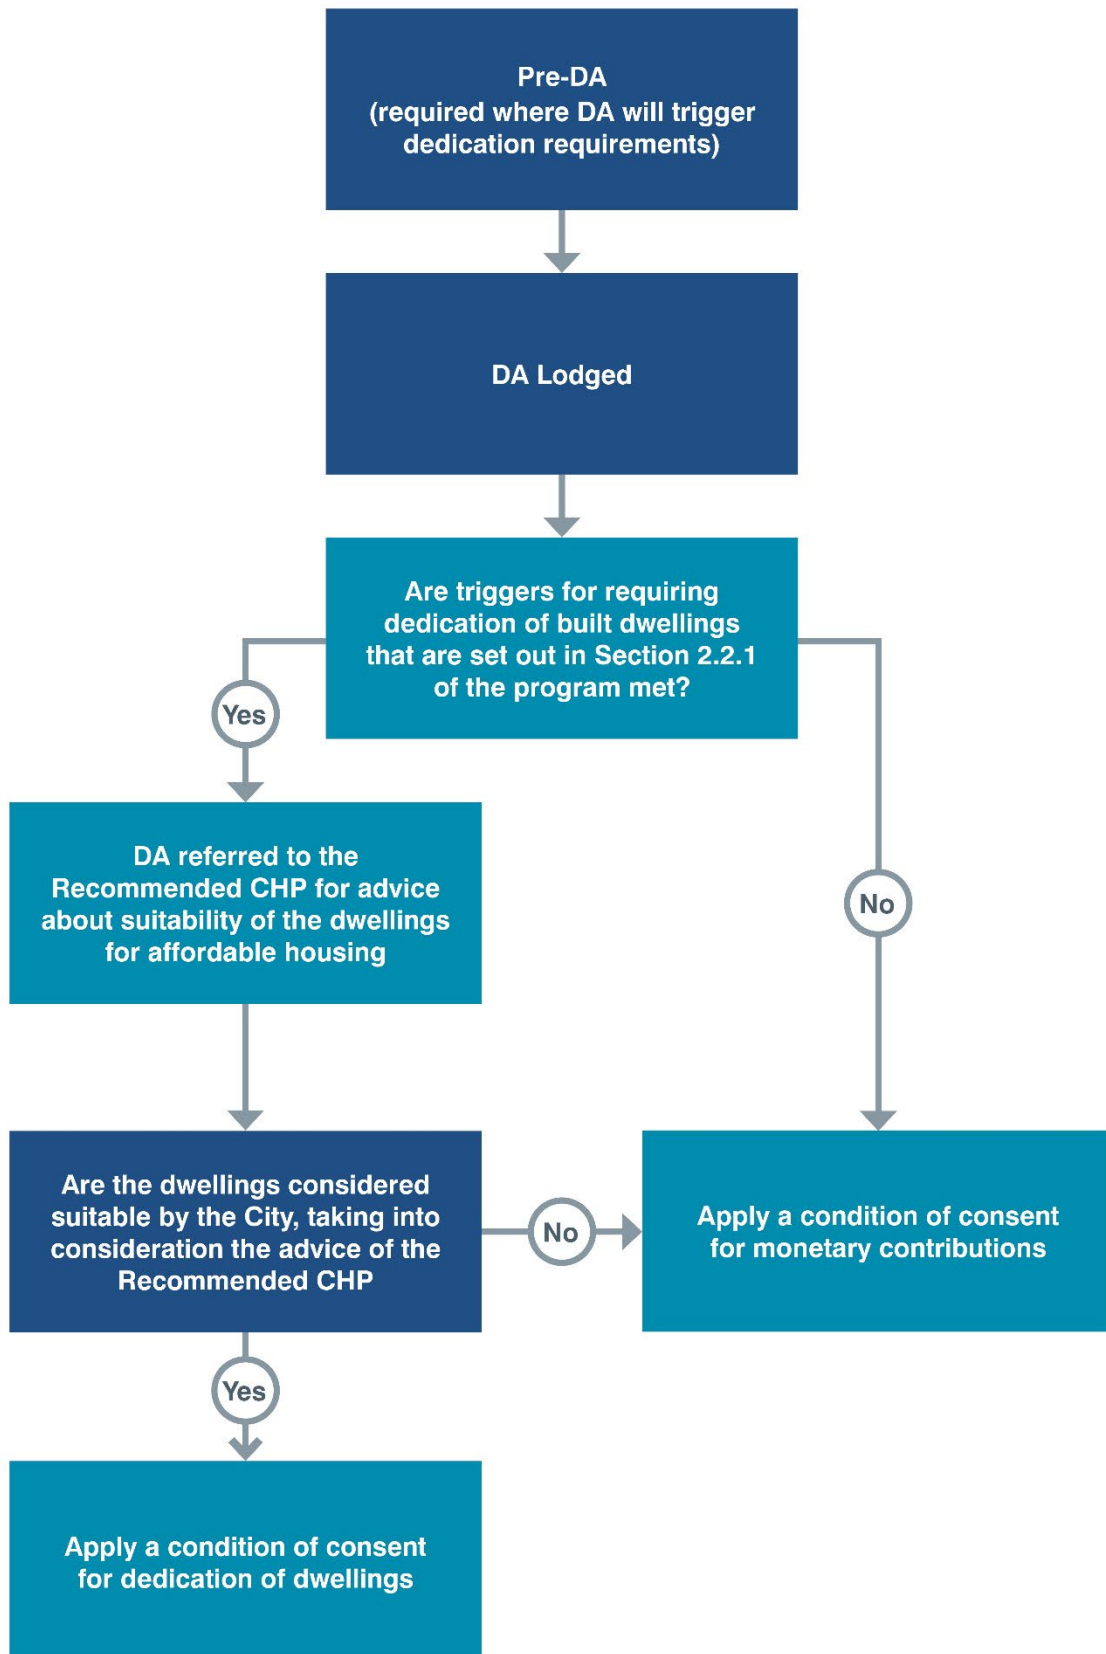 Pre-DA
(required where DA will trigger
dedication requirements)
DA Lodged
Are triggers for requiring
dedication of built dwellings
that are set out in Section 2.2.1
of the program met?
Yes
No
DA referred to the
Recommended CHP for advice
about suitability of the dwellings
for affordable housing
Are the dwellings considered
suitable by the City, taking into
consideration the advice of the
Recommended CHP
No
Apply a condition of consent
for monetary contributions
Yes
Apply a condition of consent
for dedication of dwellings